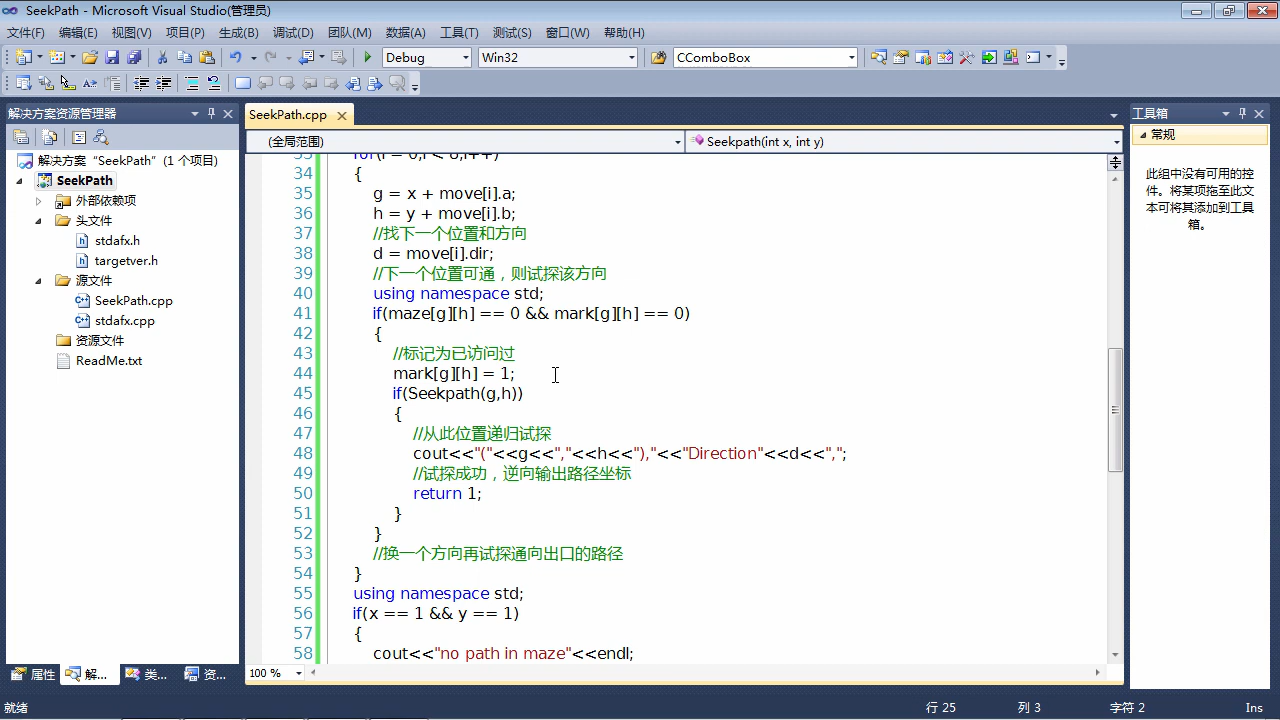 SeekPath - Microsoft Visual Studio(管理员)
文件(F) 编辑(E) 视图(V) 项目(P) 生成(B) 调试(D) 团队(M) 数据(A) 工具(T) 测试(S) 窗口(W) 帮助(H)
Debug Win32 CComboBox
解决方案资源管理器
解决方案 “SeekPath” (1 个项目)
SeekPath
外部依赖项
头文件
stdafx.h
targetver.h
源文件
SeekPath.cpp
stdafx.cpp
资源文件
ReadMe.txt
属性 解... 类... 资...
SeekPath.cpp
(全局范围) Seekpath(int x, int y)
33 for(i = 0;i < 8;i++)
34 {
35 g = x + move[i].a;
36 h = y + move[i].b;
37 //找下一个位置和方向
38 d = move[i].dir;
39 //下一个位置可通，则试探该方向
40 using namespace std;
41 if(maze[g][h] == 0 && mark[g][h] == 0)
42 {
43 //标记为已访问过
44 mark[g][h] = 1;
45 if(Seekpath(g,h))
46 {
47 //从此位置递归试探
48 cout<<"("<<g<<","<<h<<"),"<<"Direction"<<d<<",";
49 //试探成功，逆向输出路径坐标
50 return 1;
51 }
52 }
53 //换一个方向再试探通向出口的路径
54 }
55 using namespace std;
56 if(x == 1 && y == 1)
57 {
58 cout<<"no path in maze"<<endl;
100 %
工具箱
常规
此组中没有可用的控
件。将某项拖至此文
本可将其添加到工具
箱。
就绪 行 25 列 3 字符 2 Ins